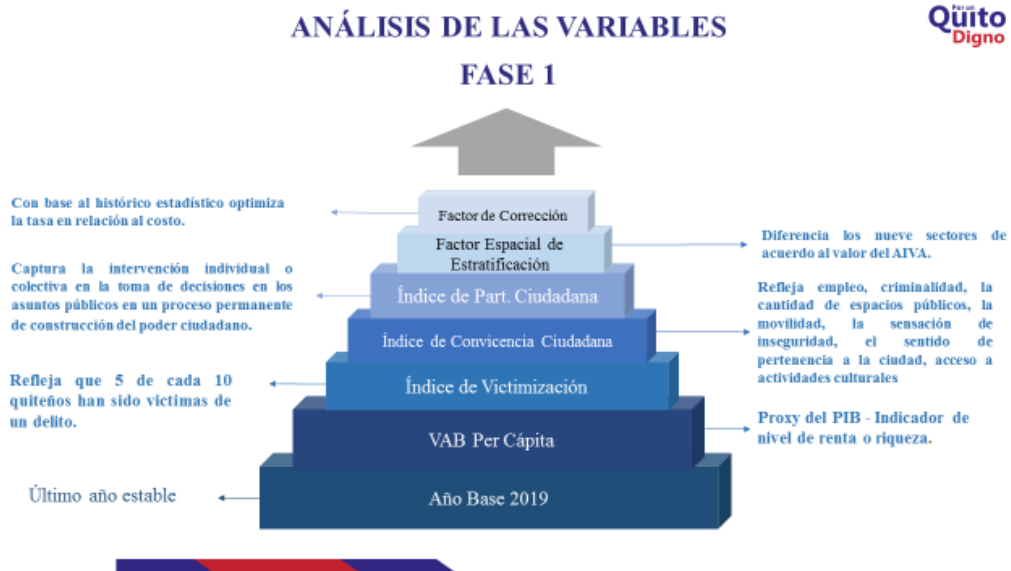 ANÁLISIS DE LAS VARIABLES
FASE 1
Por un
Quito
Digno
Con base al histórico estadístico optimiza
la tasa en relación al costo.
Factor de Corrección
Factor Espacial de
Estratificación
Diferencia los nueve sectores de
acuerdo al valor del AIVA.
Captura la intervención individual o
colectiva en la toma de decisiones en los
asuntos públicos en un proceso permanente
de construcción del poder ciudadano.
Índice de Part. Ciudadana
Índice de Convicencia Ciudadana
Refleja empleo, criminalidad, la
cantidad de espacios públicos, la
movilidad, la sensación de
inseguridad, el sentido de
pertenencia a la ciudad, acceso a
actividades culturales
Refleja que 5 de cada 10
quiteños han sido victimas de
un delito.
Índice de Victimización
VAB Per Cápita
Proxy del PIB - Indicador de
nivel de renta o riqueza.
Último año estable
Año Base 2019